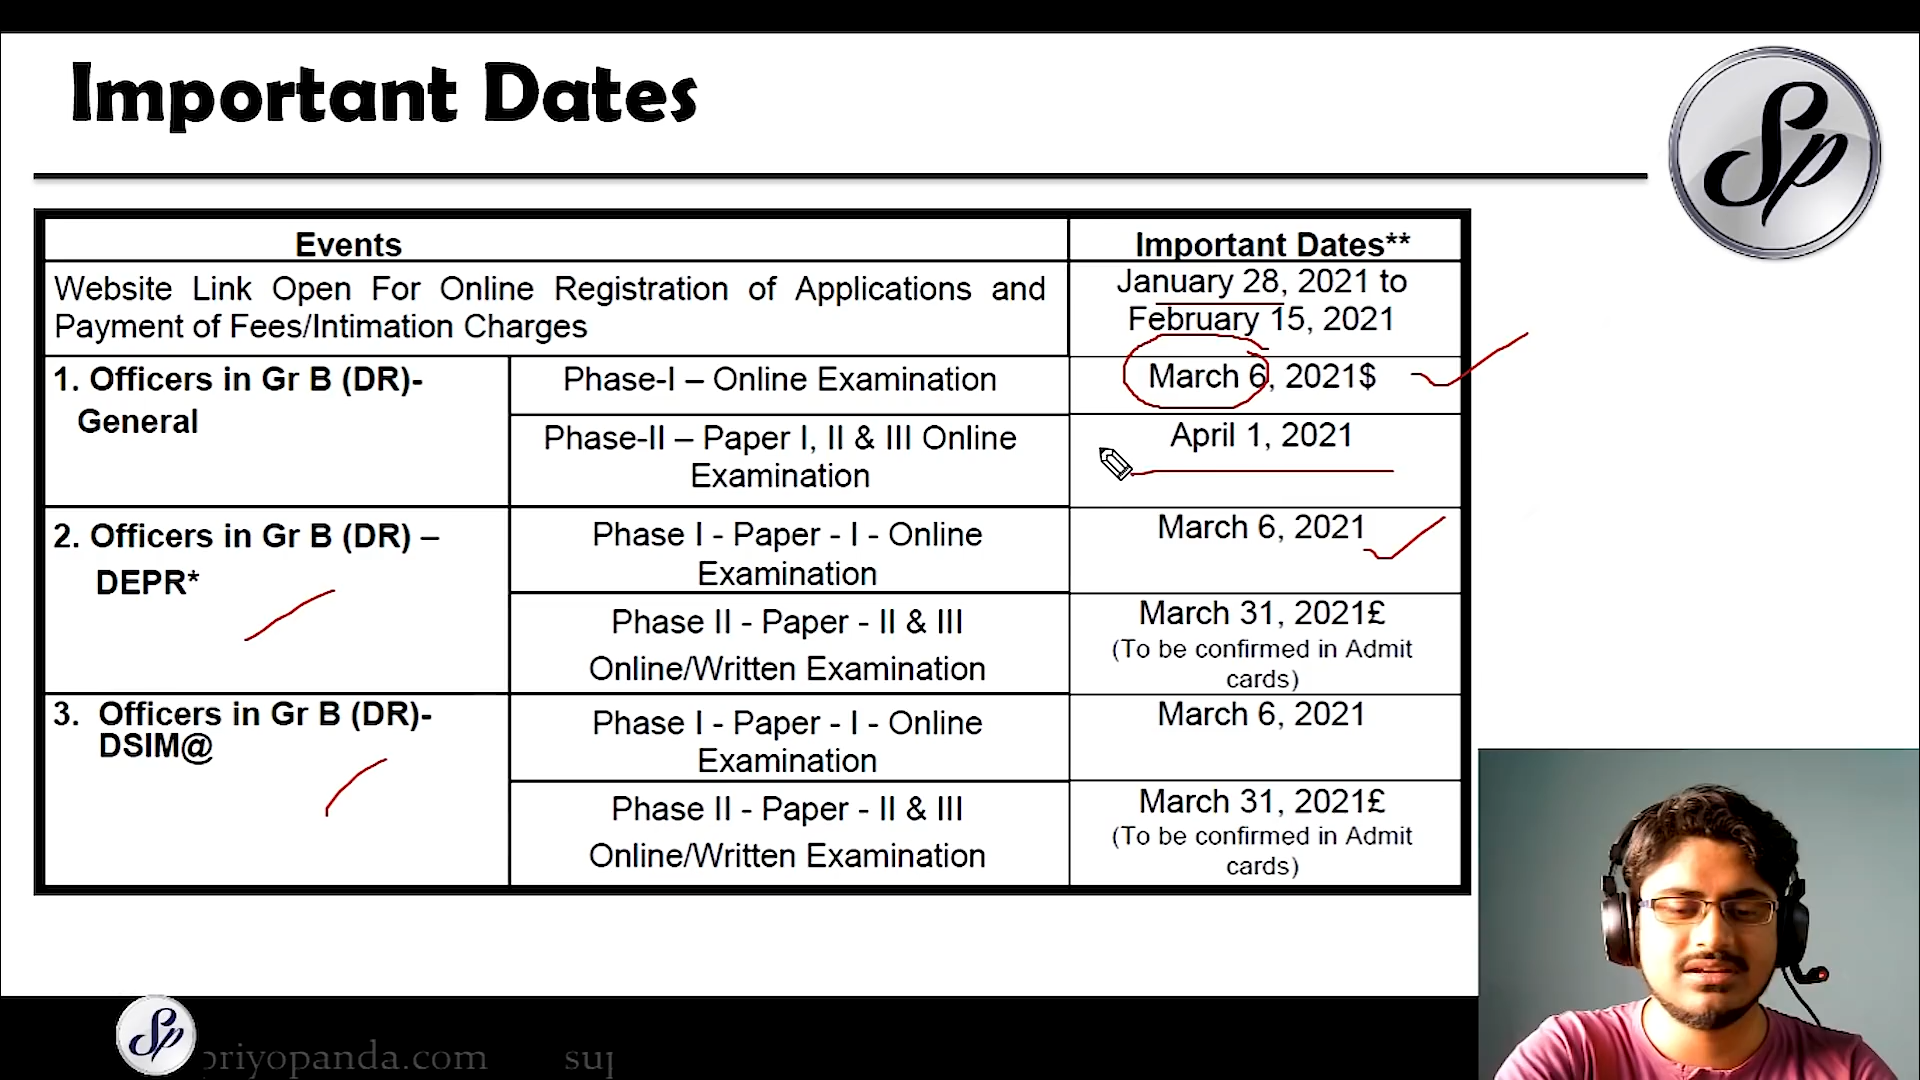 Important Dates
Sp
Events
Important Dates**
Website Link Open For Online Registration of Applications and
Payment of Fees/Intimation Charges
January 28, 2021 to
February 15, 2021
1. Officers in Gr B (DR)-
General
Phase-I – Online Examination
March 6, 2021$
Phase-II – Paper I, II & III Online
Examination
April 1, 2021
2. Officers in Gr B (DR) –
DEPR*
Phase I - Paper - I - Online
Examination
March 6, 2021
Phase II - Paper - II & III
Online/Written Examination
March 31, 2021£
(To be confirmed in Admit
cards)
3. Officers in Gr B (DR)-
DSIM@
Phase I - Paper - I - Online
Examination
March 6, 2021
Phase II - Paper - II & III
Online/Written Examination
March 31, 2021£
(To be confirmed in Admit
cards)
Sp
priyopanda.com